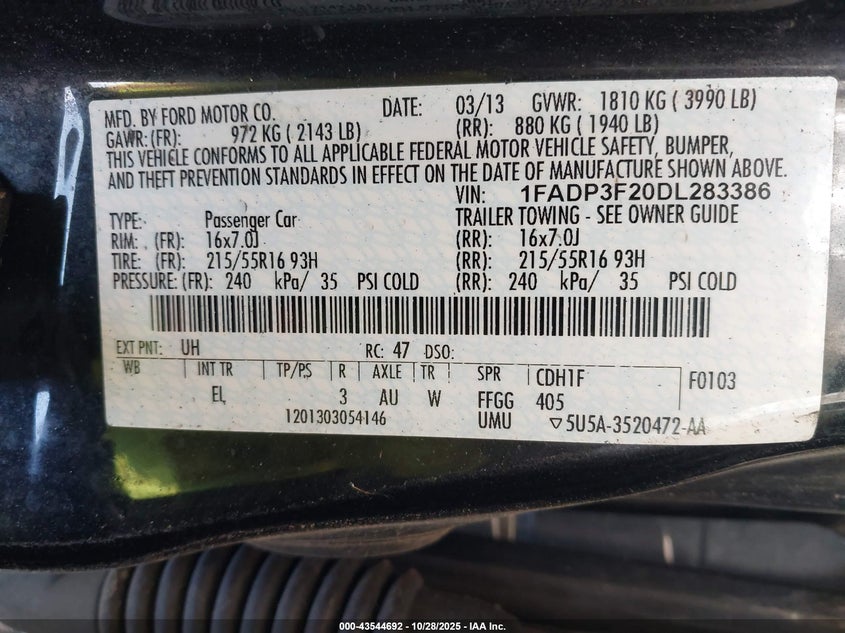 MFD. BY FORD MOTOR CO. DATE: 03/13 GVWR: 1810 KG ( 3990 LB)
GAWR: (FR): 972 KG ( 2143 LB) (RR): 880 KG ( 1940 LB)
THIS VEHICLE CONFORMS TO ALL APPLICABLE FEDERAL MOTOR VEHICLE SAFETY, BUMPER,
AND THEFT PREVENTION STANDARDS IN EFFECT ON THE DATE OF MANUFACTURE SHOWN ABOVE.
VIN: 1FADP3F20DL283386
TYPE: Passenger Car TRAILER TOWING - SEE OWNER GUIDE
RIM: (FR): 16x7.0J (RR): 16x7.0J
TIRE: (FR): 215/55R16 93H (RR): 215/55R16 93H
PRESSURE: (FR): 240 kPa/ 35 PSI COLD (RR): 240 kPa/ 35 PSI COLD
EXT PNT: UH RC: 47 DSO:
WB INT TR TP/PS R AXLE TR SPR CDH1F F0103
EL 3 AU W FFGG 405
1201303054146 UMU ▽5U5A-3520472-AA
000-43544692 - 10/28/2025 - IAA Inc.